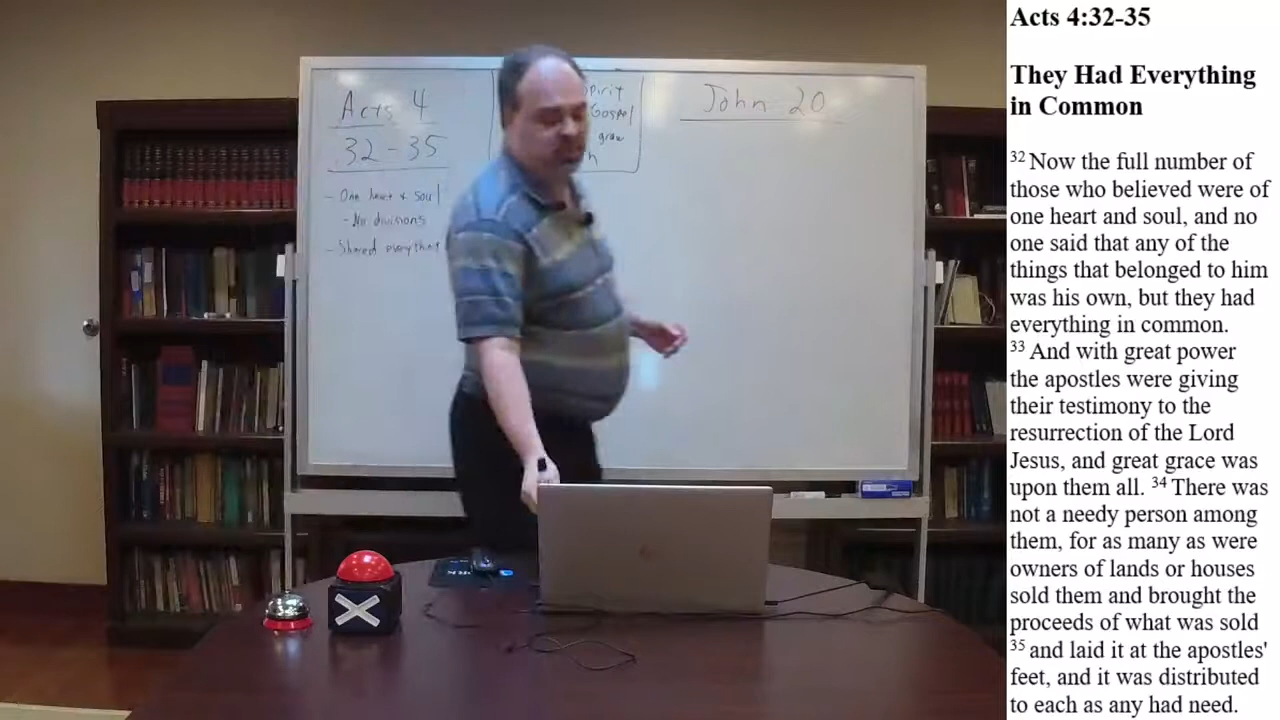 Acts 4
32-35
- One heart & soul
- No divisions
- Shared everything
pirit
Gospel
grow
h
John 20
Acts 4:32-35
They Had Everything
in Common
32 Now the full number of
those who believed were of
one heart and soul, and no
one said that any of the
things that belonged to him
was his own, but they had
everything in common.
33 And with great power
the apostles were giving
their testimony to the
resurrection of the Lord
Jesus, and great grace was
upon them all. 34 There was
not a needy person among
them, for as many as were
owners of lands or houses
sold them and brought the
proceeds of what was sold
35 and laid it at the apostles'
feet, and it was distributed
to each as any had need.